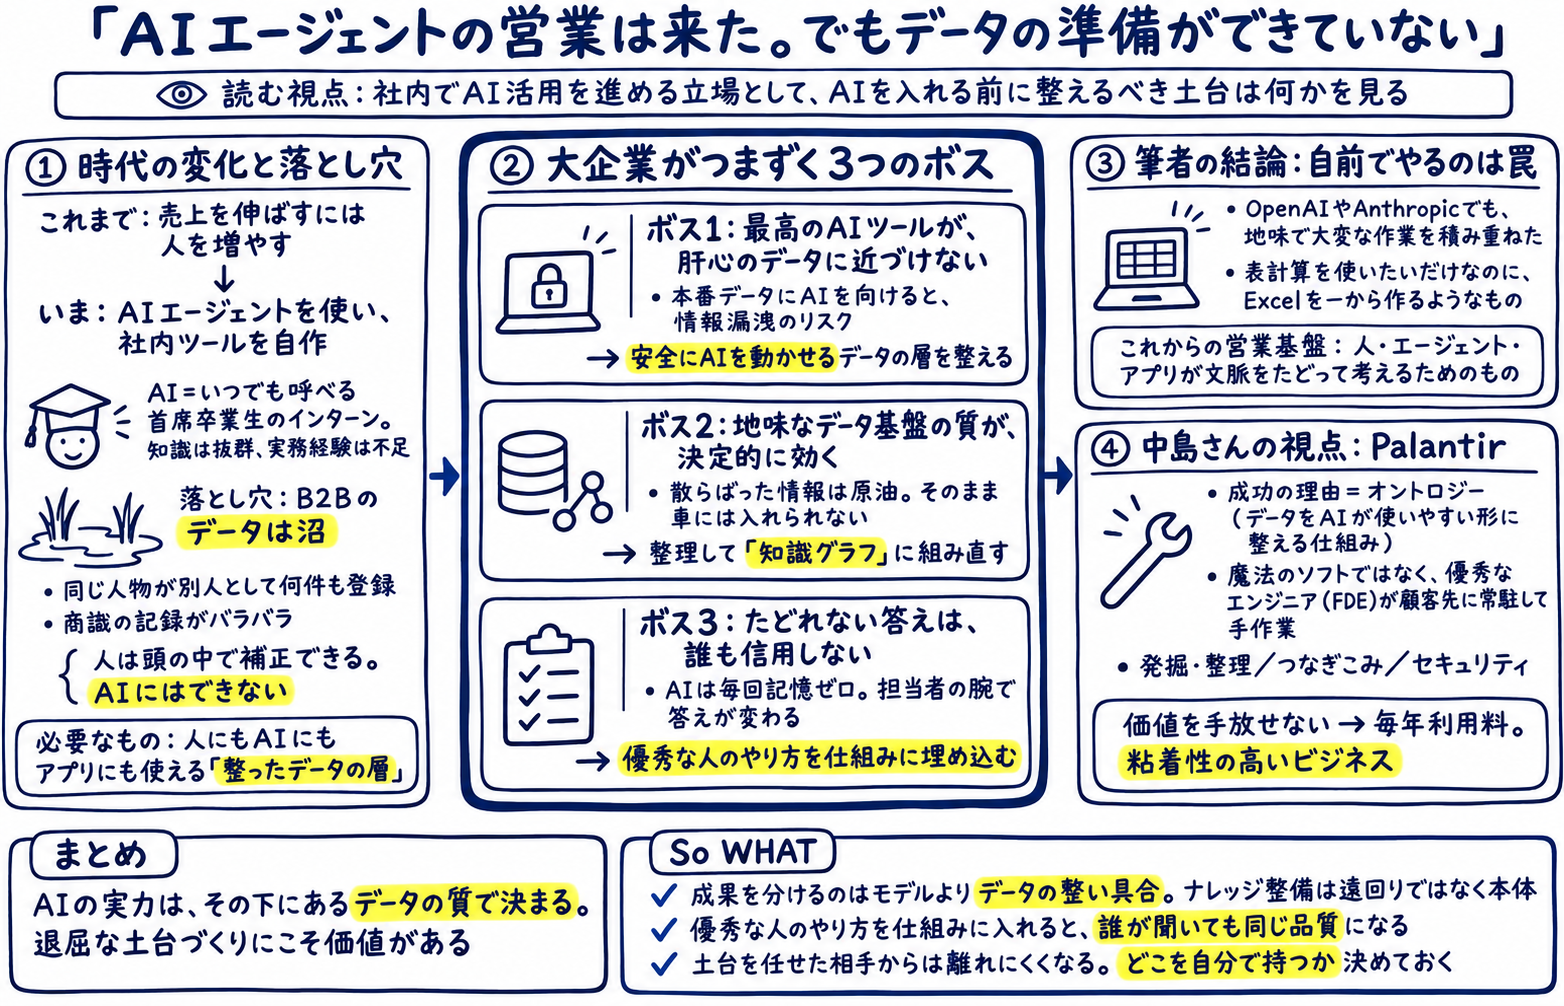 「AIエージェントの営業は来た。でもデータの準備ができていない」
読む視点：社内でAI活用を進める立場として、AIを入れる前に整えるべき土台は何かを見る
① 時代の変化と落とし穴
これまで：売上を伸ばすには
人を増やす
↓
いま：AIエージェントを使い、
社内ツールを自作
AI＝いつでも呼べる
首席卒業生のインターン。
知識は抜群、実務経験は不足
落とし穴：B2Bの
データは沼
・同じ人物が別人として何件も登録
・商識の記録がバラバラ
人は頭の中で補正できる。
AIにはできない
必要なもの：人にもAIにも
アプリにも使える「整ったデータの層」
② 大企業がつまずく3つのボス
ボス1：最高のAIツールが、
肝心のデータに近づけない
・本番データにAIを向けると、
情報漏洩のリスク
→ 安全にAIを動かせるデータの層を整える
ボス2：地味なデータ基盤の質が、
決定的に効く
・散らばった情報は原油。そのまま
車には入れられない
→ 整理して「知識グラフ」に組み直す
ボス3：たどれない答えは、
誰も信用しない
・AIは毎回記憶ゼロ。担当者の腕で
答えが変わる
→ 優秀な人のやり方を仕組みに埋め込む
③ 筆者の結論：自前でやるのは罠
・OpenAIやAnthropicでも、
地味で大変な作業を積み重ねた
・表計算を使いたいだけなのに、
Excelを一から作るようなもの
これからの営業基盤：人・エージェント・
アプリが文脈をたどって考えるためのもの
④ 中島さんの視点：Palantir
・成功の理由＝オントロジー
（データをAIが使いやすい形に
整える仕組み）
・魔法のソフトではなく、優秀な
エンジニア(FDE)が顧客先に常駐して
手作業
・発掘・整理／つなぎこみ／セキュリティ
価値を手放せない → 毎年利用料。
粘着性の高いビジネス
まとめ
AIの実力は、その下にあるデータの質で決まる。
退屈な土台づくりにこそ価値がある
So WHAT
✓ 成果を分けるのはモデルよりデータの整い具合。ナレッジ整備は遠回りではなく本体
✓ 優秀な人のやり方を仕組みに入れると、誰が聞いても同じ品質になる
✓ 土台を任せた相手からは離れにくくなる。どこを自分で持つか決めておく